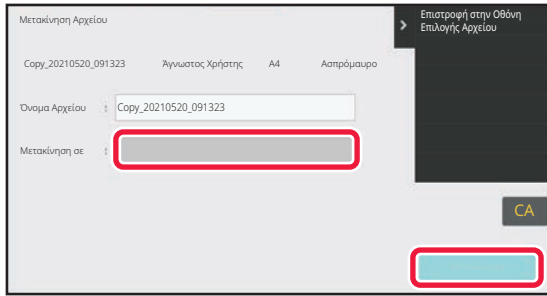 Μετακίνηση Αρχείου
Επιστροφή στην Οθόνη
Επιλογής Αρχείου
Copy_20210520_091323 Άγνωστος Χρήστης A4 Ασπρόμαυρο
Όνομα Αρχείου : Copy_20210520_091323
Μετακίνηση σε :
CA